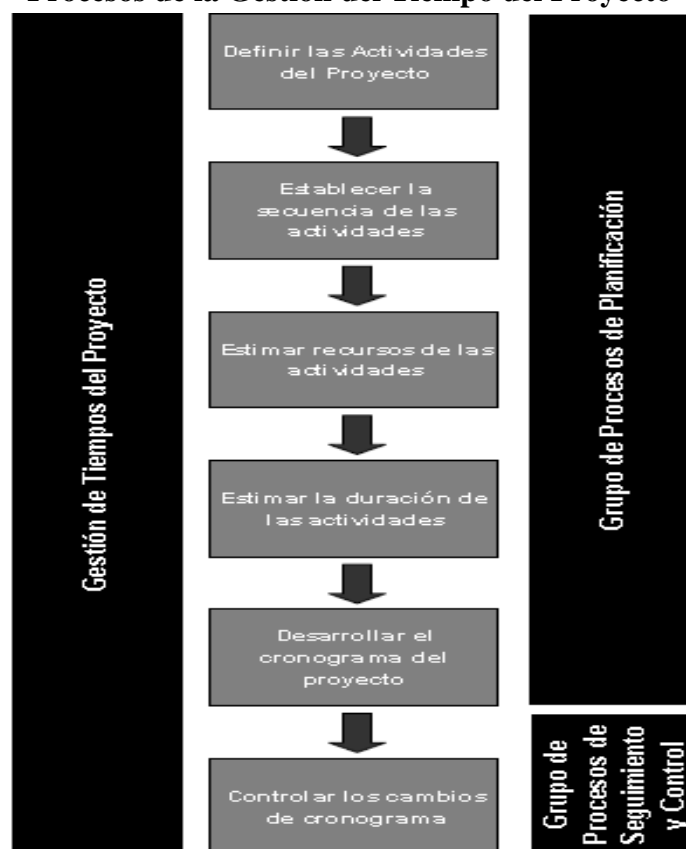 Procesos de la Gestión del Tiempo del Proyecto
Definir las Actividades
del Proyecto
Establecer la
secuencia de las
actividades
Estimar recursos de las
actividades
Estimar la duración de
las actividades
Desarrollar el
cronograma del
proyecto
Controlar los cambios
de cronograma
Gestión de Tiempos del Proyecto
Grupo de Procesos de Planificación
Grupo de
Procesos de
Seguimiento
y Control